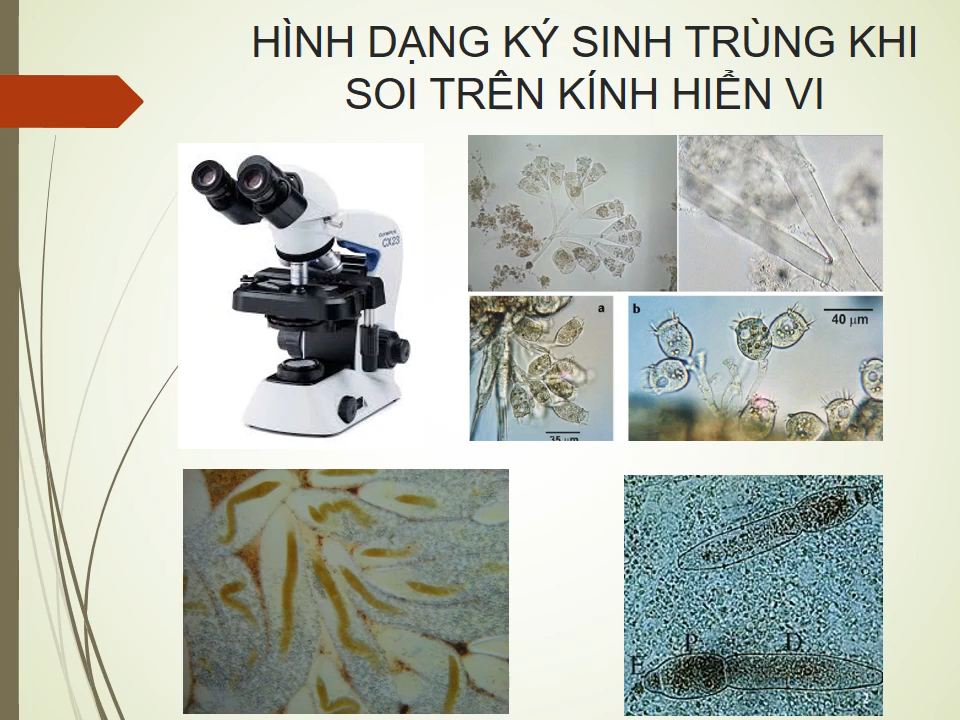 HÌNH DẠNG KÝ SINH TRÙNG KHI
SOI TRÊN KÍNH HIỂN VI
OLYMPUS
CX23
a
35 μm
b
40 μm
E
P
D